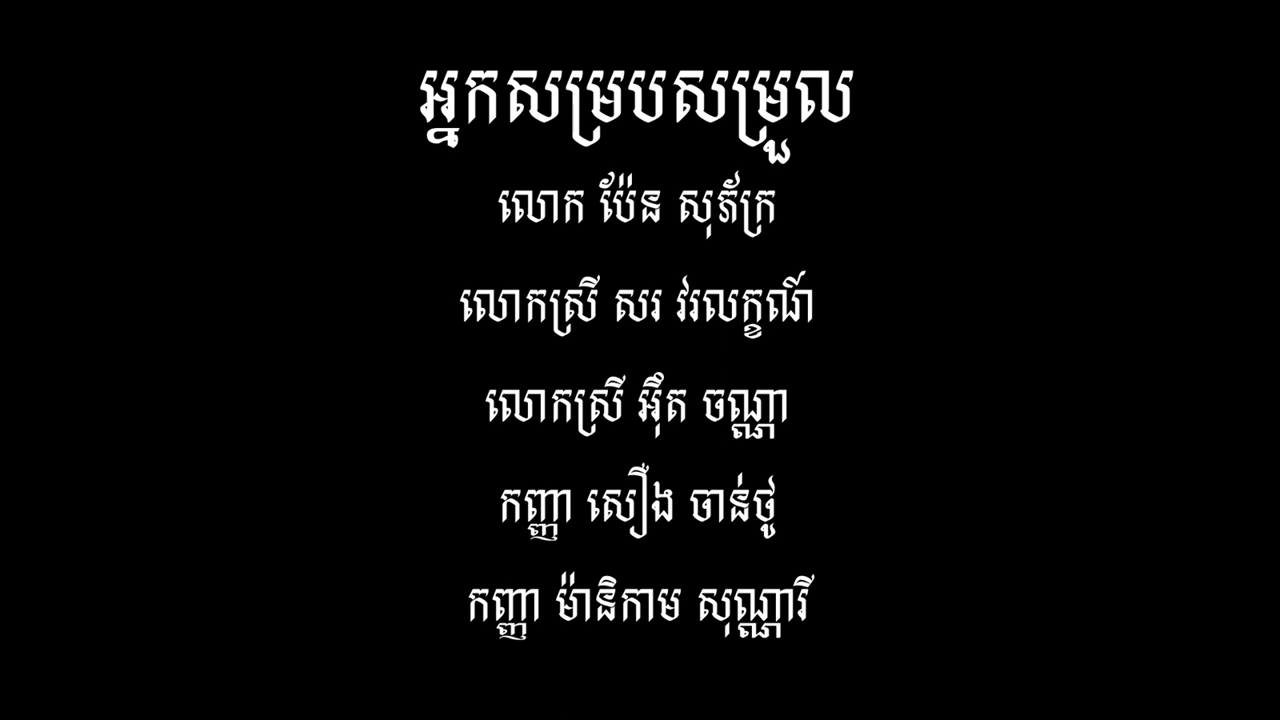 អ្នកសម្របសម្រួល
លោក ប៉ែន សុភ័ក្រ
លោកស្រី សរ វរលក្ខណ៍
លោកស្រី អ៊ឹត ចណ្ណា
កញ្ញា សឿង ចាន់ថូ
កញ្ញា ម៉ានិកាម សុណ្ណារី